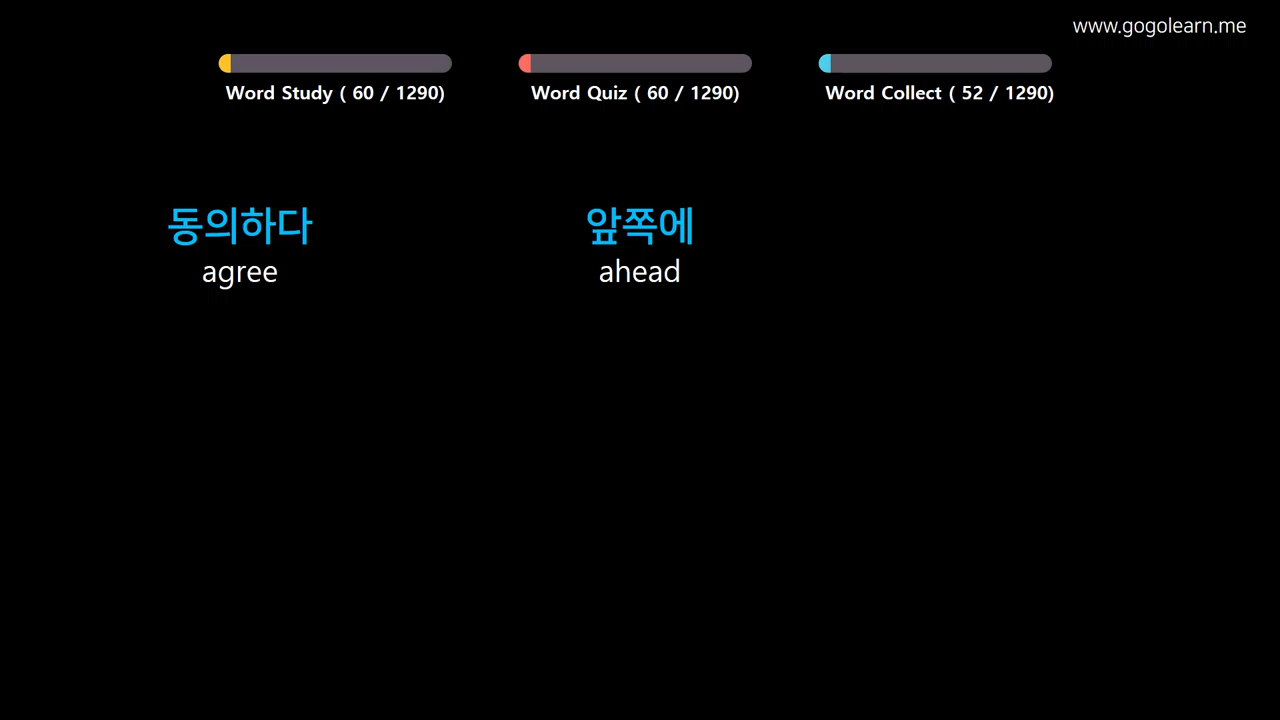 www.gogolearn.me
Word Study ( 60 / 1290)
Word Quiz ( 60 / 1290)
Word Collect ( 52 / 1290)
동의하다
agree
앞쪽에
ahead